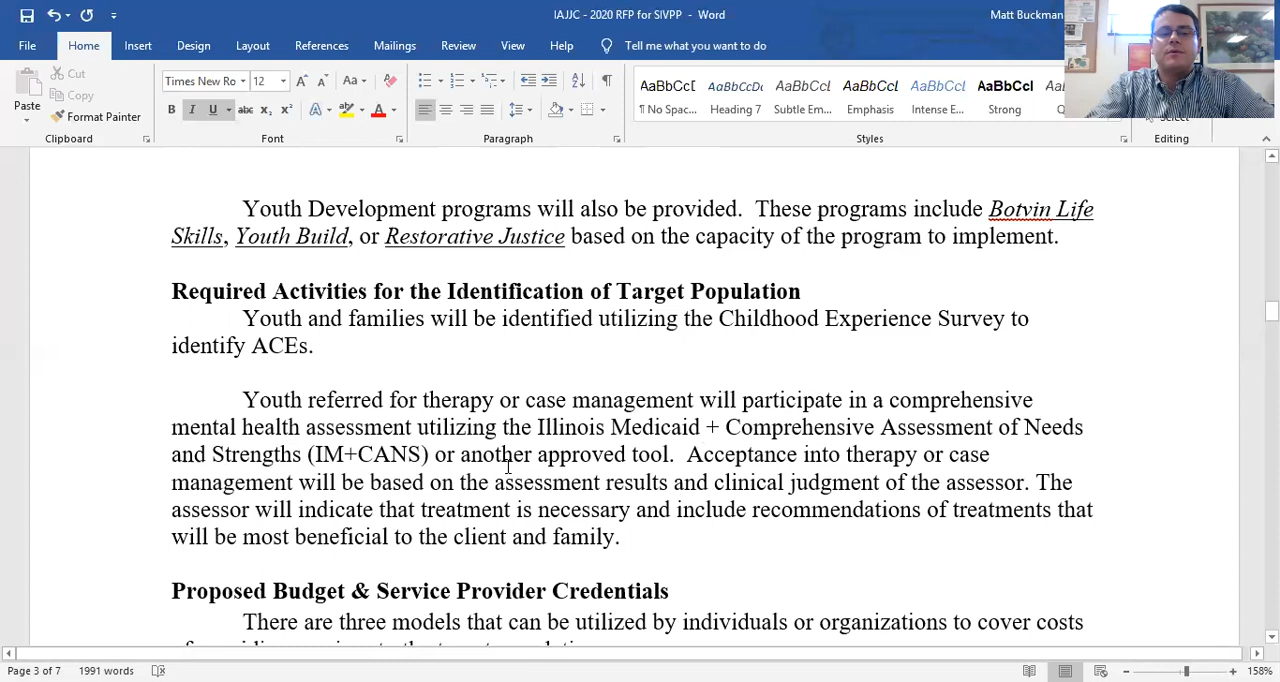 IAJJC - 2020 RFP for SIVPP - Word
Matt Buckman
File Home Insert Design Layout References Mailings Review View Help Tell me what you want to do
Paste
Cut
Copy
Format Painter
Times New Ro 12
Aa
B I U abc x₂ x² A ab A
AaBbCcI AaBbCcDc AaBbCcI AaBbCcI AaBbCcI AaBbCcl
¶ No Spac... Heading 7 Subtle Em... Emphasis Intense E... Strong
Select
Clipboard Font Paragraph Styles Editing
Youth Development programs will also be provided. These programs include Botvin Life
Skills, Youth Build, or Restorative Justice based on the capacity of the program to implement.
Required Activities for the Identification of Target Population
Youth and families will be identified utilizing the Childhood Experience Survey to
identify ACEs.
Youth referred for therapy or case management will participate in a comprehensive
mental health assessment utilizing the Illinois Medicaid + Comprehensive Assessment of Needs
and Strengths (IM+CANS) or another approved tool. Acceptance into therapy or case
management will be based on the assessment results and clinical judgment of the assessor. The
assessor will indicate that treatment is necessary and include recommendations of treatments that
will be most beneficial to the client and family.
Proposed Budget & Service Provider Credentials
There are three models that can be utilized by individuals or organizations to cover costs
Page 3 of 7 1991 words
158%